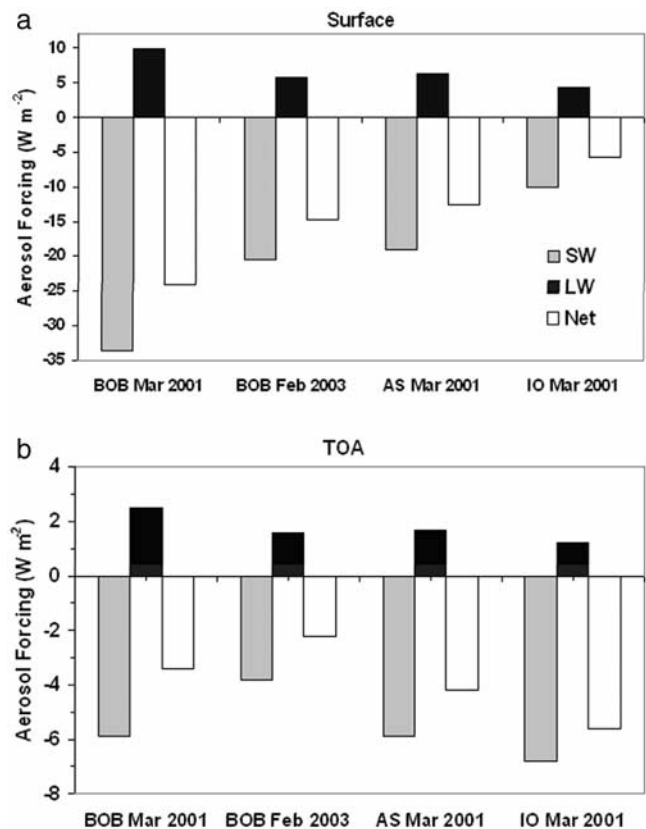 a
Surface
Aerosol Forcing (W m⁻²)
10
5
0
-5
-10
-15
-20
-25
-30
-35
SW
LW
Net
BOB Mar 2001 BOB Feb 2003 AS Mar 2001 IO Mar 2001
b
TOA
Aerosol Forcing (W m²)
4
2
0
-2
-4
-6
-8
BOB Mar 2001 BOB Feb 2003 AS Mar 2001 IO Mar 2001